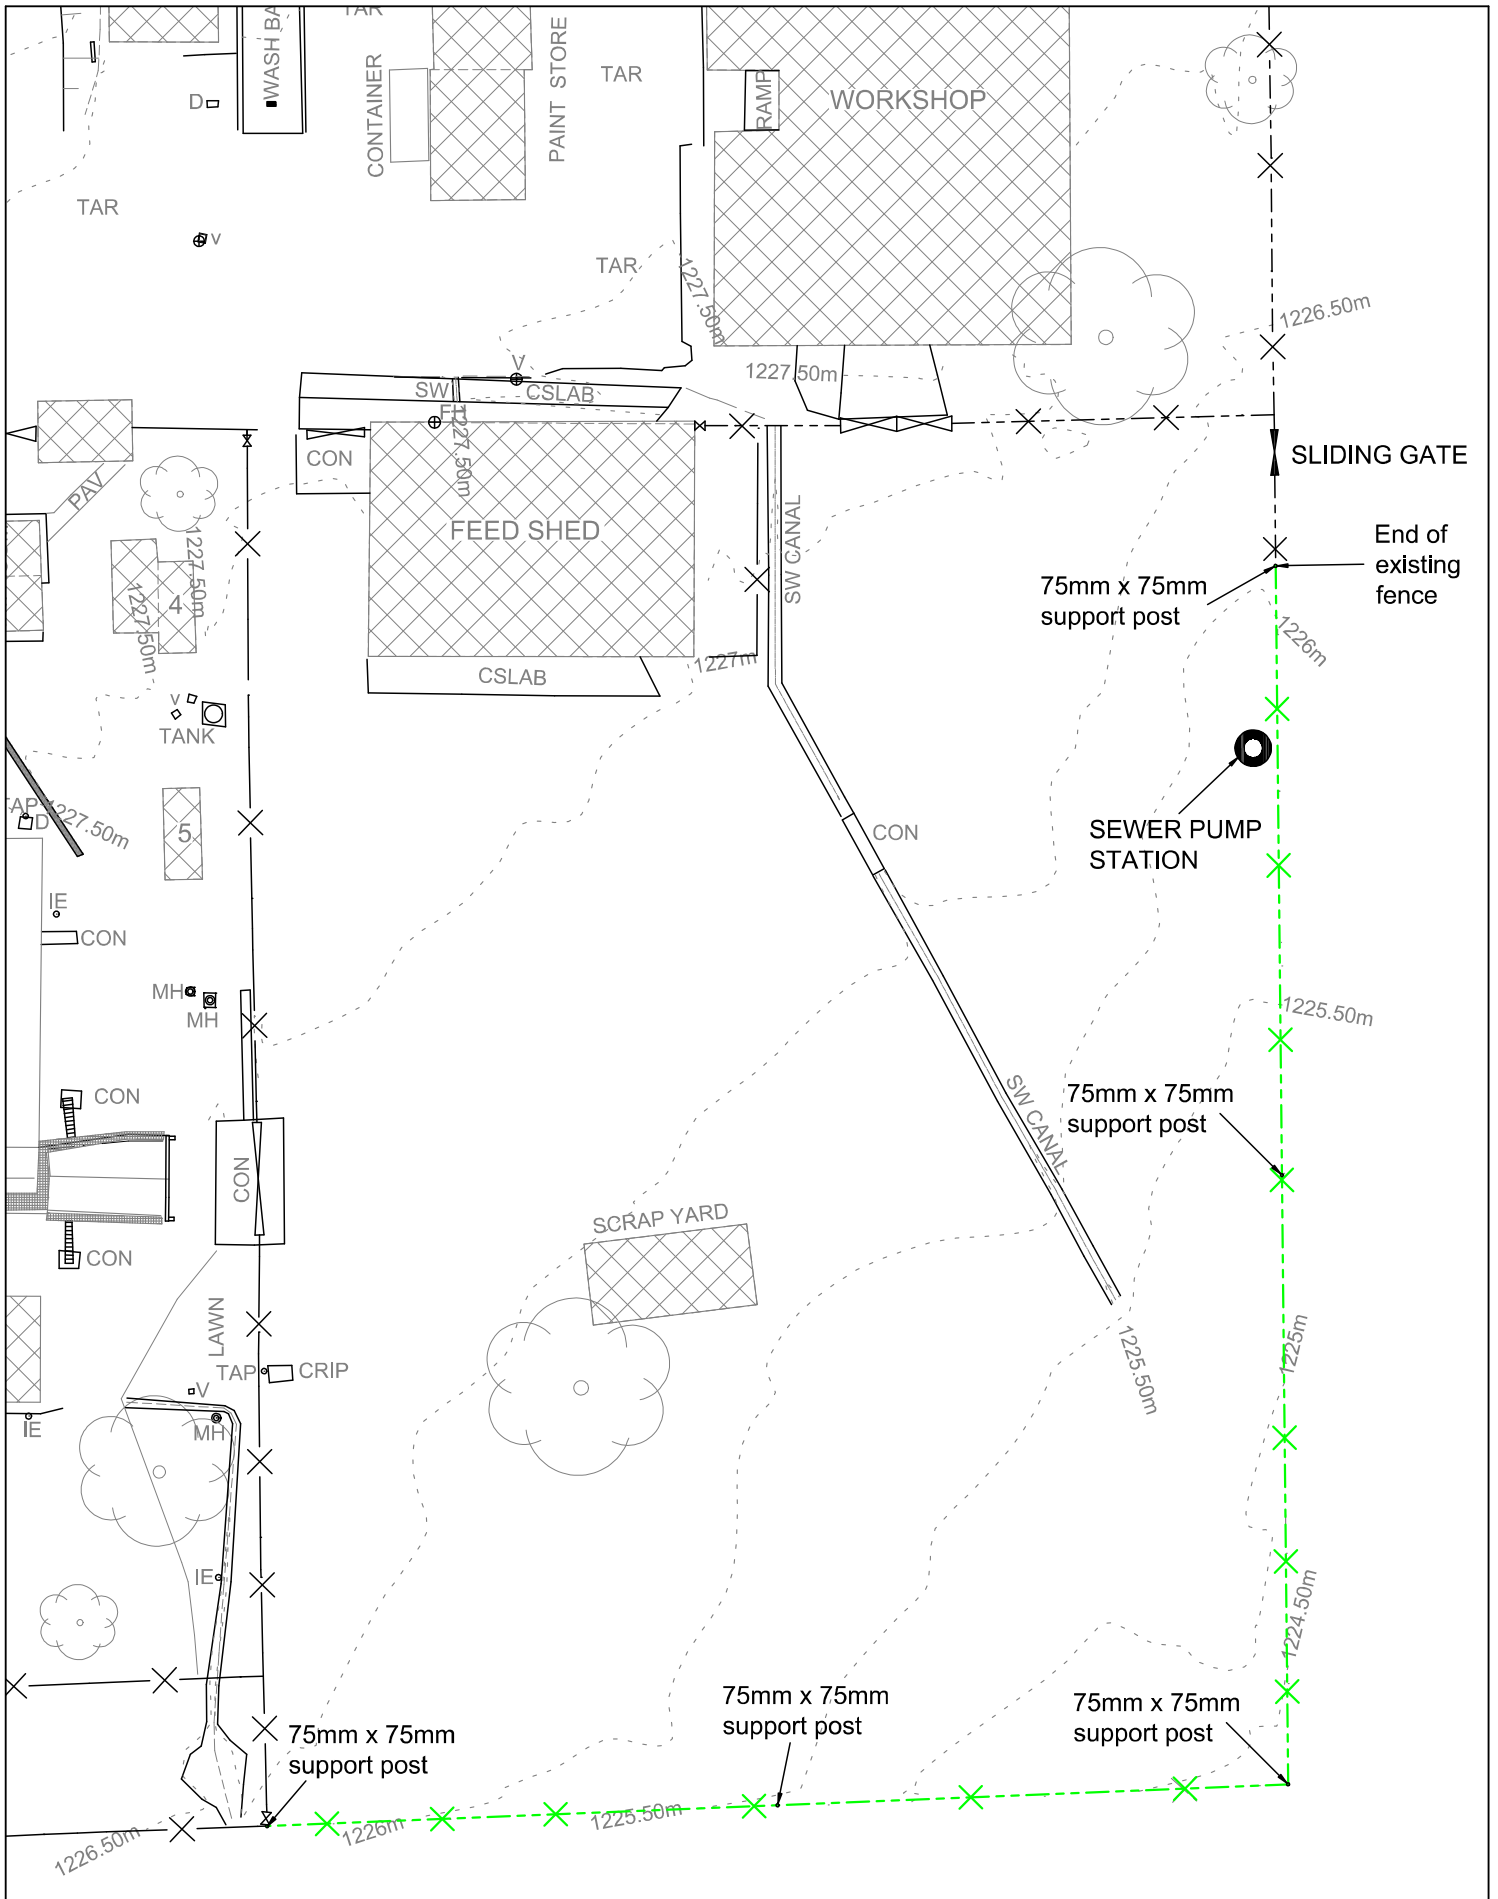 TAR
WASH BA
D
CONTAINER
PAINT STORE
TAR
RAMP
WORKSHOP
TAR
V
TAR
1227.50m
1226.50m
V
1227.50m
SW
CSLAB
FH
1227.50m
CON
SLIDING GATE
PAV
FEED SHED
SW CANAL
End of
existing
fence
1227.50m
1227.50m
4
75mm x 75mm
support post
1226m
1227m
CSLAB
V
TANK
TAP
D
1227.50m
5
CON
SEWER PUMP
STATION
IE
CON
MH
MH
1225.50m
CON
SW CANAL
75mm x 75mm
support post
CON
CON
SCRAP YARD
LAWN
1225m
TAP
CRIP
1225.50m
V
IE
MH
IE
1224.50m
75mm x 75mm
support post
75mm x 75mm
support post
75mm x 75mm
support post
1226.50m
1226m
1225.50m